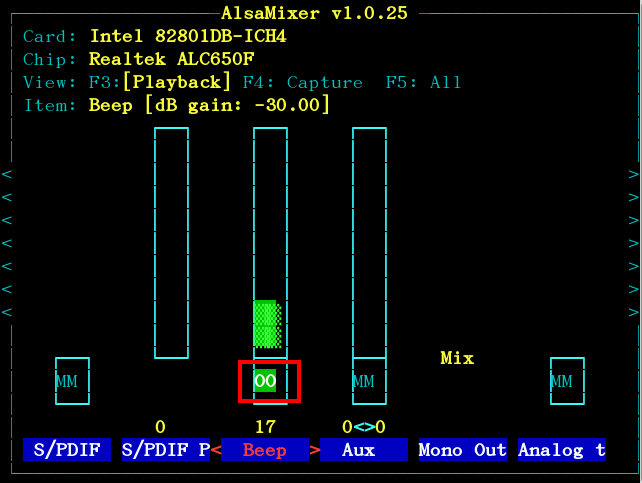 AlsaMixer v1.0.25
Card: Intel 82801DB-ICH4
Chip: Realtek ALC650F
View: F3:[Playback] F4: Capture  F5: All
Item: Beep [dB gain: -30.00]
< >
< >
< >
< >
< >
< >
< >
Mix
MM OO MM MM
0 17 0<>0
S/PDIF S/PDIF P< Beep > Aux Mono Out Analog t